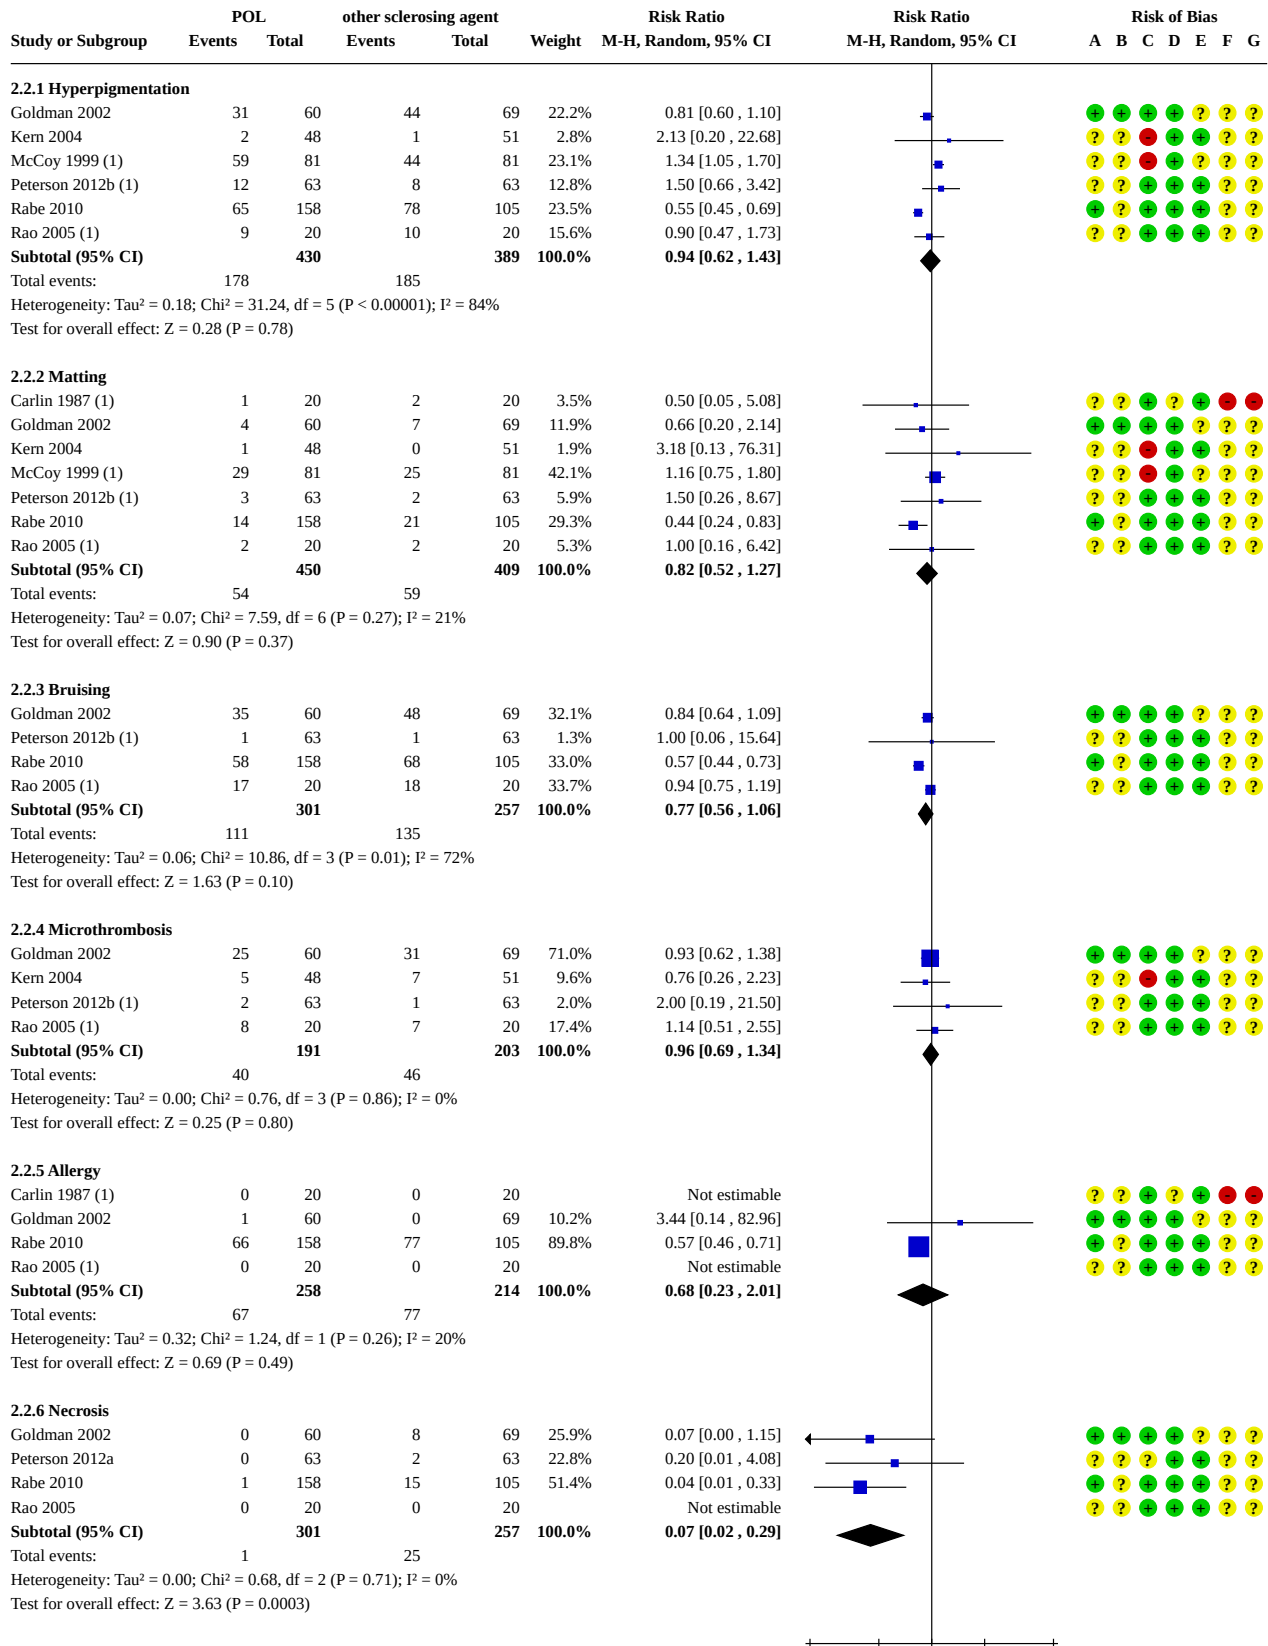 POL other sclerosing agent Risk Ratio Risk Ratio Risk of Bias
Study or Subgroup Events Total Events Total Weight M-H, Random, 95% CI M-H, Random, 95% CI A B C D E F G
2.2.1 Hyperpigmentation
Goldman 2002 31 60 44 69 22.2% 0.81 [0.60 , 1.10] + + + + ? ? ?
Kern 2004 2 48 1 51 2.8% 2.13 [0.20 , 22.68] ? ? - + + ? ?
McCoy 1999 (1) 59 81 44 81 23.1% 1.34 [1.05 , 1.70] ? ? - + ? ? ?
Peterson 2012b (1) 12 63 8 63 12.8% 1.50 [0.66 , 3.42] ? ? + + + ? ?
Rabe 2010 65 158 78 105 23.5% 0.55 [0.45 , 0.69] + ? + + + ? ?
Rao 2005 (1) 9 20 10 20 15.6% 0.90 [0.47 , 1.73] ? ? + + + ? ?
Subtotal (95% CI) 430 389 100.0% 0.94 [0.62 , 1.43]
Total events: 178 185
Heterogeneity: Tau² = 0.18; Chi² = 31.24, df = 5 (P < 0.00001); I² = 84%
Test for overall effect: Z = 0.28 (P = 0.78)
2.2.2 Matting
Carlin 1987 (1) 1 20 2 20 3.5% 0.50 [0.05 , 5.08] ? ? + ? + - -
Goldman 2002 4 60 7 69 11.9% 0.66 [0.20 , 2.14] + + + + ? ? ?
Kern 2004 1 48 0 51 1.9% 3.18 [0.13 , 76.31] ? ? - + + ? ?
McCoy 1999 (1) 29 81 25 81 42.1% 1.16 [0.75 , 1.80] ? ? - + ? ? ?
Peterson 2012b (1) 3 63 2 63 5.9% 1.50 [0.26 , 8.67] ? ? + + + ? ?
Rabe 2010 14 158 21 105 29.3% 0.44 [0.24 , 0.83] + ? + + + ? ?
Rao 2005 (1) 2 20 2 20 5.3% 1.00 [0.16 , 6.42] ? ? + + + ? ?
Subtotal (95% CI) 450 409 100.0% 0.82 [0.52 , 1.27]
Total events: 54 59
Heterogeneity: Tau² = 0.07; Chi² = 7.59, df = 6 (P = 0.27); I² = 21%
Test for overall effect: Z = 0.90 (P = 0.37)
2.2.3 Bruising
Goldman 2002 35 60 48 69 32.1% 0.84 [0.64 , 1.09] + + + + ? ? ?
Peterson 2012b (1) 1 63 1 63 1.3% 1.00 [0.06 , 15.64] ? ? + + + ? ?
Rabe 2010 58 158 68 105 33.0% 0.57 [0.44 , 0.73] + ? + + + ? ?
Rao 2005 (1) 17 20 18 20 33.7% 0.94 [0.75 , 1.19] ? ? + + + ? ?
Subtotal (95% CI) 301 257 100.0% 0.77 [0.56 , 1.06]
Total events: 111 135
Heterogeneity: Tau² = 0.06; Chi² = 10.86, df = 3 (P = 0.01); I² = 72%
Test for overall effect: Z = 1.63 (P = 0.10)
2.2.4 Microthrombosis
Goldman 2002 25 60 31 69 71.0% 0.93 [0.62 , 1.38] + + + + ? ? ?
Kern 2004 5 48 7 51 9.6% 0.76 [0.26 , 2.23] ? ? - + + ? ?
Peterson 2012b (1) 2 63 1 63 2.0% 2.00 [0.19 , 21.50] ? ? + + + ? ?
Rao 2005 (1) 8 20 7 20 17.4% 1.14 [0.51 , 2.55] ? ? + + + ? ?
Subtotal (95% CI) 191 203 100.0% 0.96 [0.69 , 1.34]
Total events: 40 46
Heterogeneity: Tau² = 0.00; Chi² = 0.76, df = 3 (P = 0.86); I² = 0%
Test for overall effect: Z = 0.25 (P = 0.80)
2.2.5 Allergy
Carlin 1987 (1) 0 20 0 20 Not estimable ? ? + ? + - -
Goldman 2002 1 60 0 69 10.2% 3.44 [0.14 , 82.96] + + + + ? ? ?
Rabe 2010 66 158 77 105 89.8% 0.57 [0.46 , 0.71] + ? + + + ? ?
Rao 2005 (1) 0 20 0 20 Not estimable ? ? + + + ? ?
Subtotal (95% CI) 258 214 100.0% 0.68 [0.23 , 2.01]
Total events: 67 77
Heterogeneity: Tau² = 0.32; Chi² = 1.24, df = 1 (P = 0.26); I² = 20%
Test for overall effect: Z = 0.69 (P = 0.49)
2.2.6 Necrosis
Goldman 2002 0 60 8 69 25.9% 0.07 [0.00 , 1.15] + + + + ? ? ?
Peterson 2012a 0 63 2 63 22.8% 0.20 [0.01 , 4.08] ? ? ? + + ? ?
Rabe 2010 1 158 15 105 51.4% 0.04 [0.01 , 0.33] + ? + + + ? ?
Rao 2005 0 20 0 20 Not estimable ? ? + + + ? ?
Subtotal (95% CI) 301 257 100.0% 0.07 [0.02 , 0.29]
Total events: 1 25
Heterogeneity: Tau² = 0.00; Chi² = 0.68, df = 2 (P = 0.71); I² = 0%
Test for overall effect: Z = 3.63 (P = 0.0003)